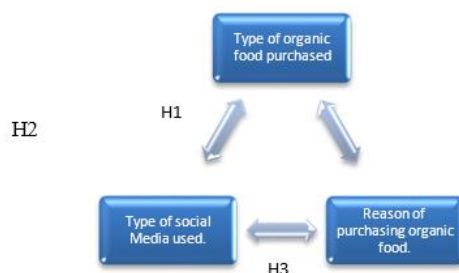 Type of organic
food purchased
H1
H2
Type of social
Media used.
Reason of
purchasing organic
food.
H3